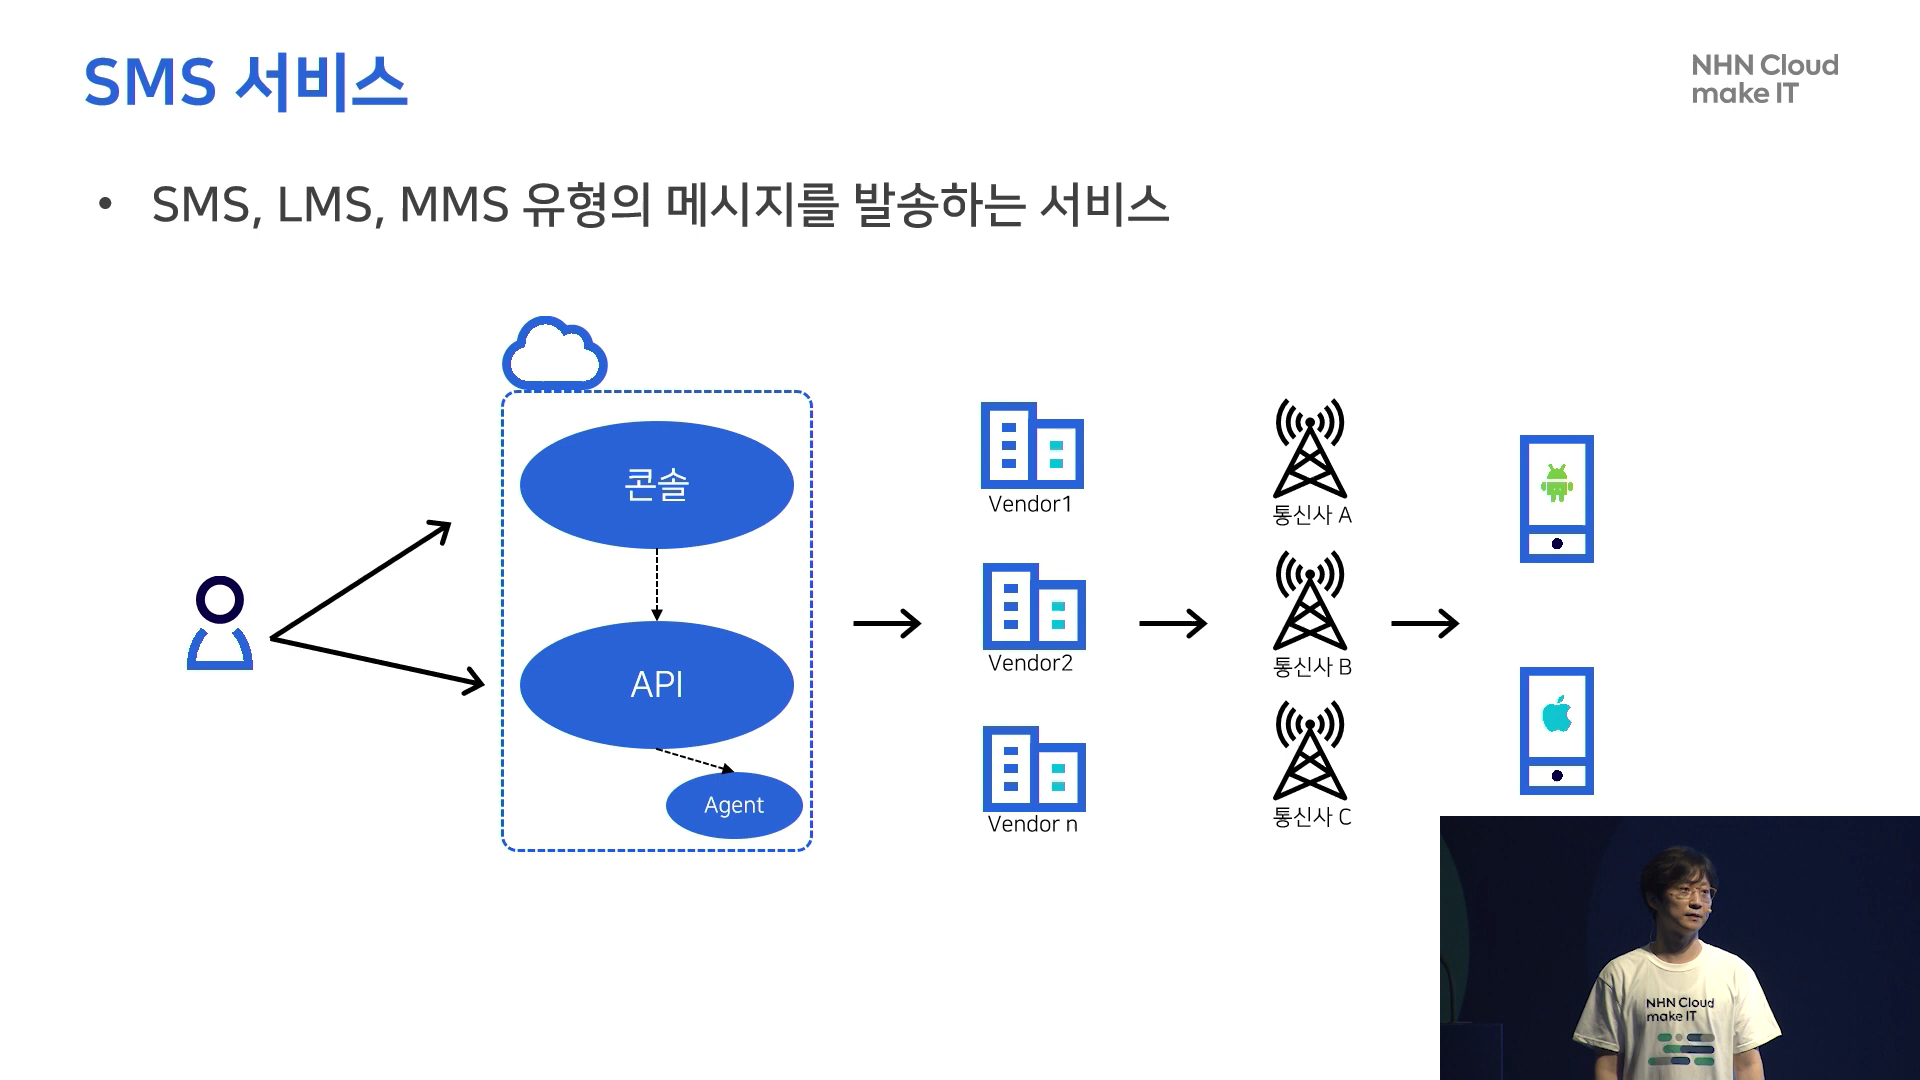 SMS 서비스
NHN Cloud
make IT
• SMS, LMS, MMS 유형의 메시지를 발송하는 서비스
콘솔
API
Agent
Vendor1
Vendor2
Vendor n
통신사 A
통신사 B
통신사 C
NHN Cloud
make IT